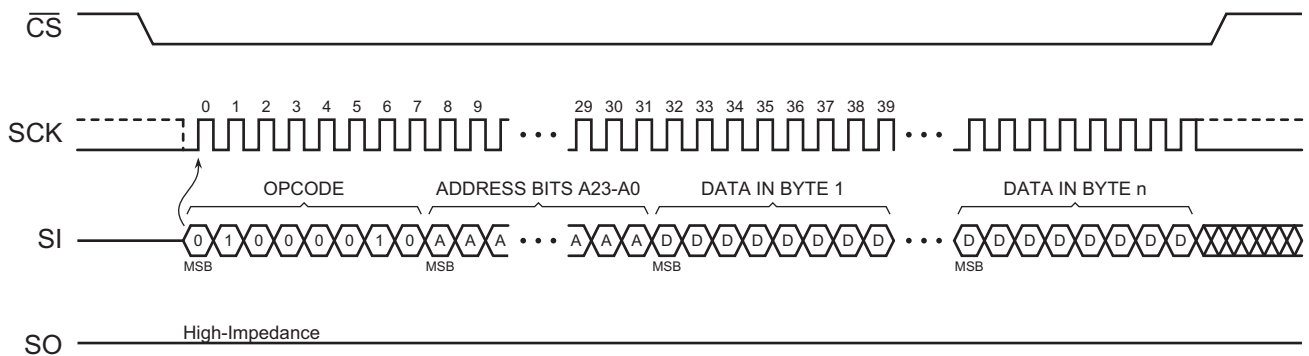 CS
0 1 2 3 4 5 6 7 8 9 29 30 31 32 33 34 35 36 37 38 39
SCK
OPCODE ADDRESS BITS A23-A0 DATA IN BYTE 1 DATA IN BYTE n
SI 0 1 0 0 0 0 1 0 A A A A A A D D D D D D D D D D D D D D D D
MSB MSB MSB MSB
High-Impedance
SO